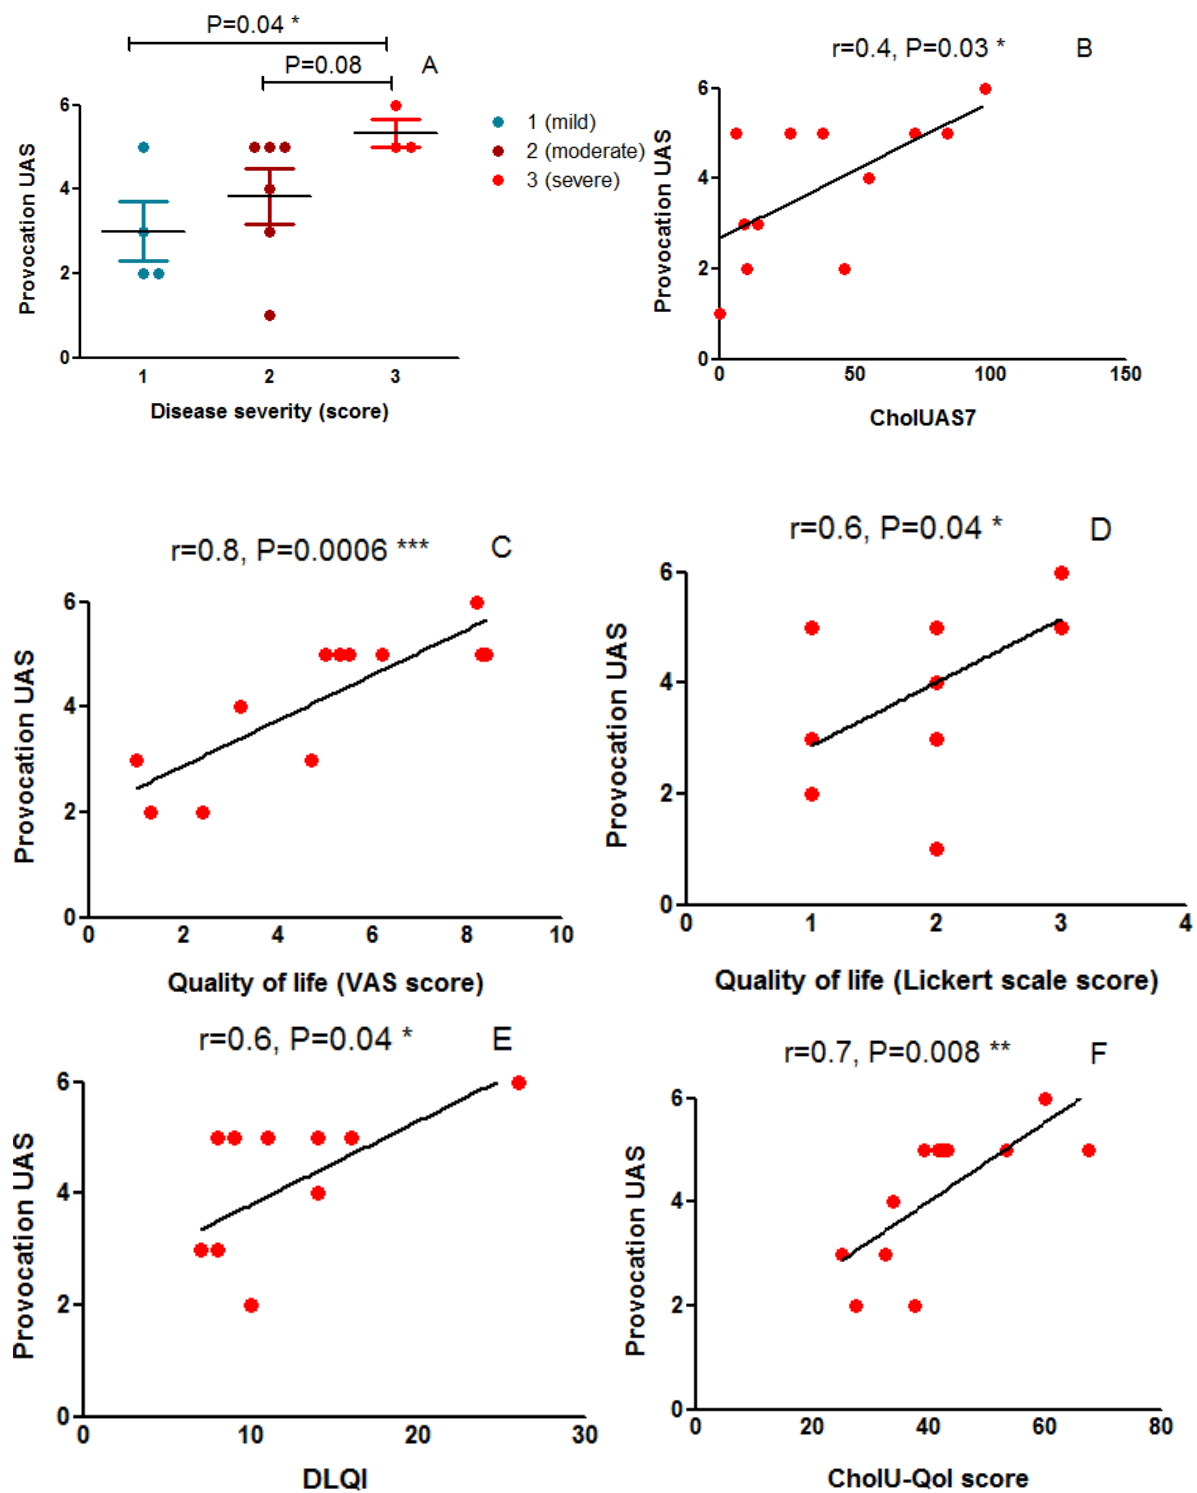 P=0.04 *
P=0.08
A
Provocation UAS
6
4
2
0
1
2
3
Disease severity (score)
1 (mild)
2 (moderate)
3 (severe)
r=0.4, P=0.03 *
B
Provocation UAS
6
4
2
0
0
50
100
150
CholUAS7
r=0.8, P=0.0006 ***
C
Provocation UAS
6
4
2
0
0
2
4
6
8
10
Quality of life (VAS score)
r=0.6, P=0.04 *
D
Provocation UAS
6
4
2
0
0
1
2
3
4
Quality of life (Lickert scale score)
r=0.6, P=0.04 *
E
Provocation UAS
6
4
2
0
0
10
20
30
DLQI
r=0.7, P=0.008 **
F
Provocation UAS
6
4
2
0
0
20
40
60
80
CholU-Qol score